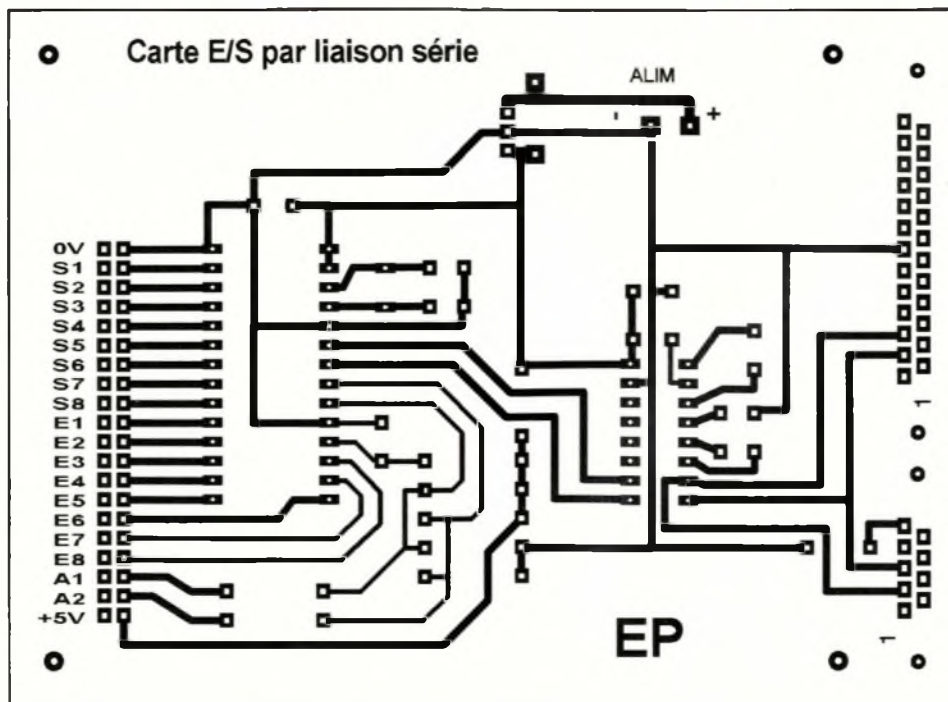 Carte E/S par liaison série
ALIM
- +
0V
S1
S2
S3
S4
S5
S6
S7
S8
E1
E2
E3
E4
E5
E6
E7
E8
A1
A2
+5V
1
1
EP